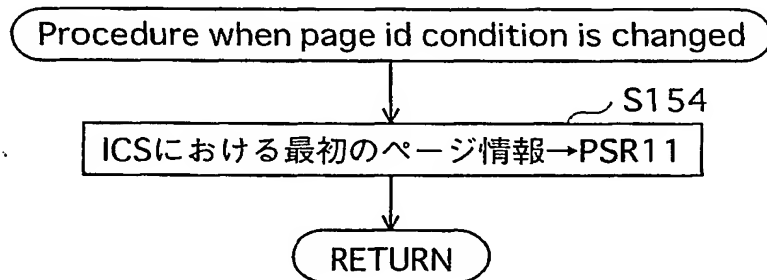 Procedure when page id condition is changed
S154
ICSにおける最初のページ情報→PSR11
RETURN